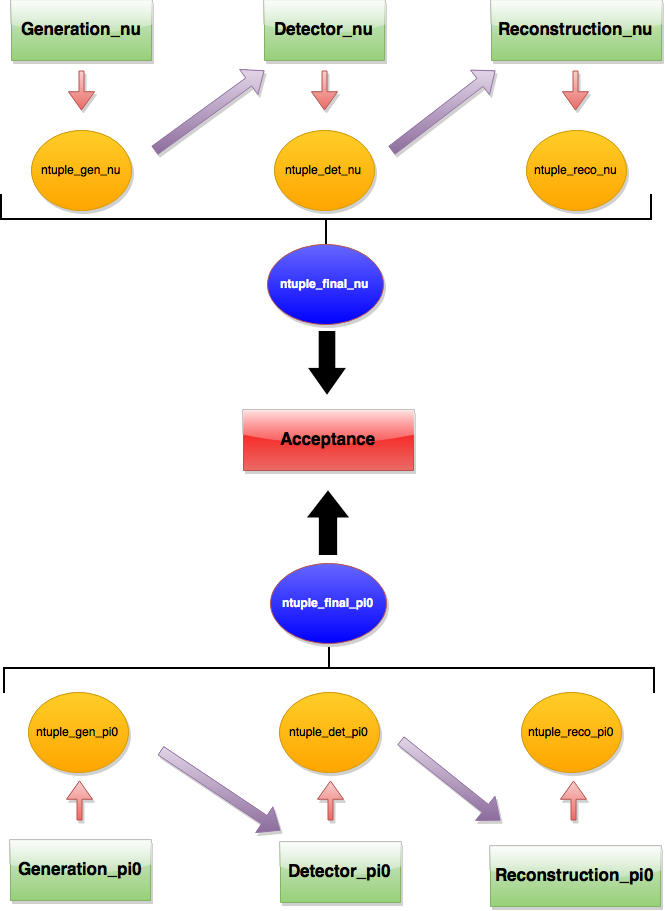 Generation_nu
Detector_nu
Reconstruction_nu
ntuple_gen_nu
ntuple_det_nu
ntuple_reco_nu
ntuple_final_nu
Acceptance
ntuple_final_pi0
ntuple_gen_pi0
ntuple_det_pi0
ntuple_reco_pi0
Generation_pi0
Detector_pi0
Reconstruction_pi0